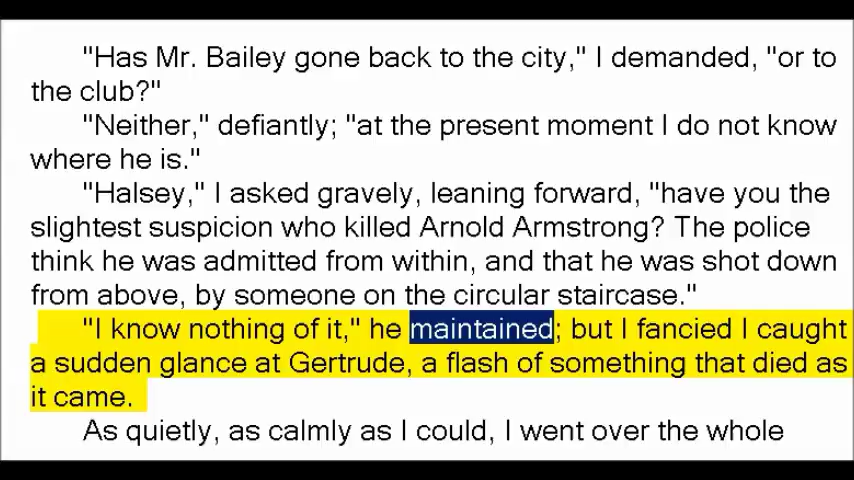 "Has Mr. Bailey gone back to the city," I demanded, "or to
the club?"
"Neither," defiantly; "at the present moment I do not know
where he is."
"Halsey," I asked gravely, leaning forward, "have you the
slightest suspicion who killed Arnold Armstrong? The police
think he was admitted from within, and that he was shot down
from above, by someone on the circular staircase."
"I know nothing of it," he maintained; but I fancied I caught
a sudden glance at Gertrude, a flash of something that died as
it came.
As quietly, as calmly as I could, I went over the whole